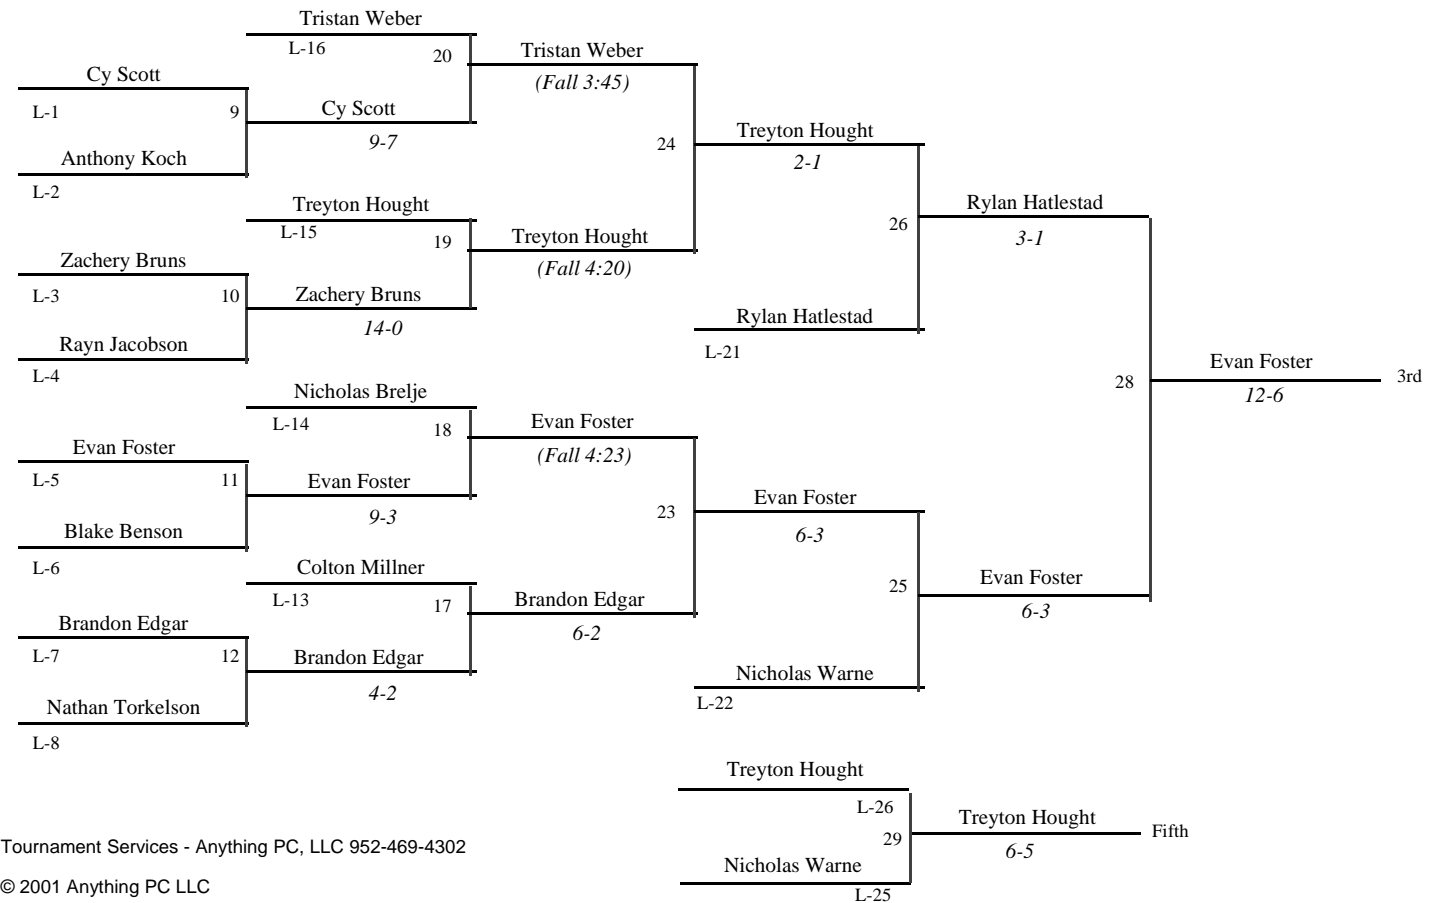 Tristan Weber
L-16
20
Tristan Weber
(Fall 3:45)
Cy Scott
L-1
9
Cy Scott
9-7
Anthony Koch
L-2
24
Treyton Hought
2-1
Treyton Hought
L-15
19
Treyton Hought
(Fall 4:20)
Zachery Bruns
L-3
10
Zachery Bruns
14-0
Rayn Jacobson
L-4
26
Rylan Hatlestad
3-1
Rylan Hatlestad
L-21
Nicholas Brelje
L-14
18
Evan Foster
(Fall 4:23)
Evan Foster
L-5
11
Evan Foster
9-3
Blake Benson
L-6
23
Evan Foster
6-3
28
Evan Foster
12-6
3rd
Colton Millner
L-13
17
Brandon Edgar
6-2
Brandon Edgar
L-7
12
Brandon Edgar
4-2
Nathan Torkelson
L-8
25
Evan Foster
6-3
Nicholas Warne
L-22
Treyton Hought
L-26
29
Treyton Hought
6-5
Fifth
Nicholas Warne
L-25
Tournament Services - Anything PC, LLC 952-469-4302
© 2001 Anything PC LLC